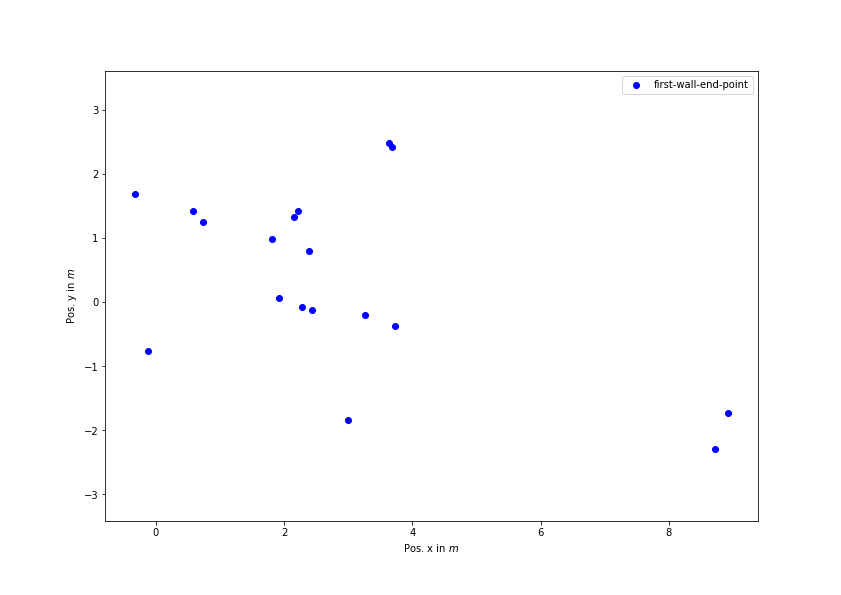 first-wall-end-point
3
2
1
0
−1
−2
−3
Pos. y in m
0 2 4 6 8
Pos. x in m